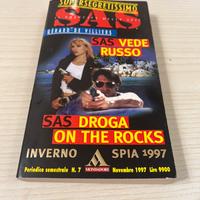 SUPERSEGRETISSIMO
SAS
GÉRARD DE VILLIERS
SAS VEDE
RUSSO
SAS DROGA
ON THE ROCKS
INVERNO SPIA 1997
MONDADORI
Periodico semestrale N. 7 Novembre 1997 Lire 9900